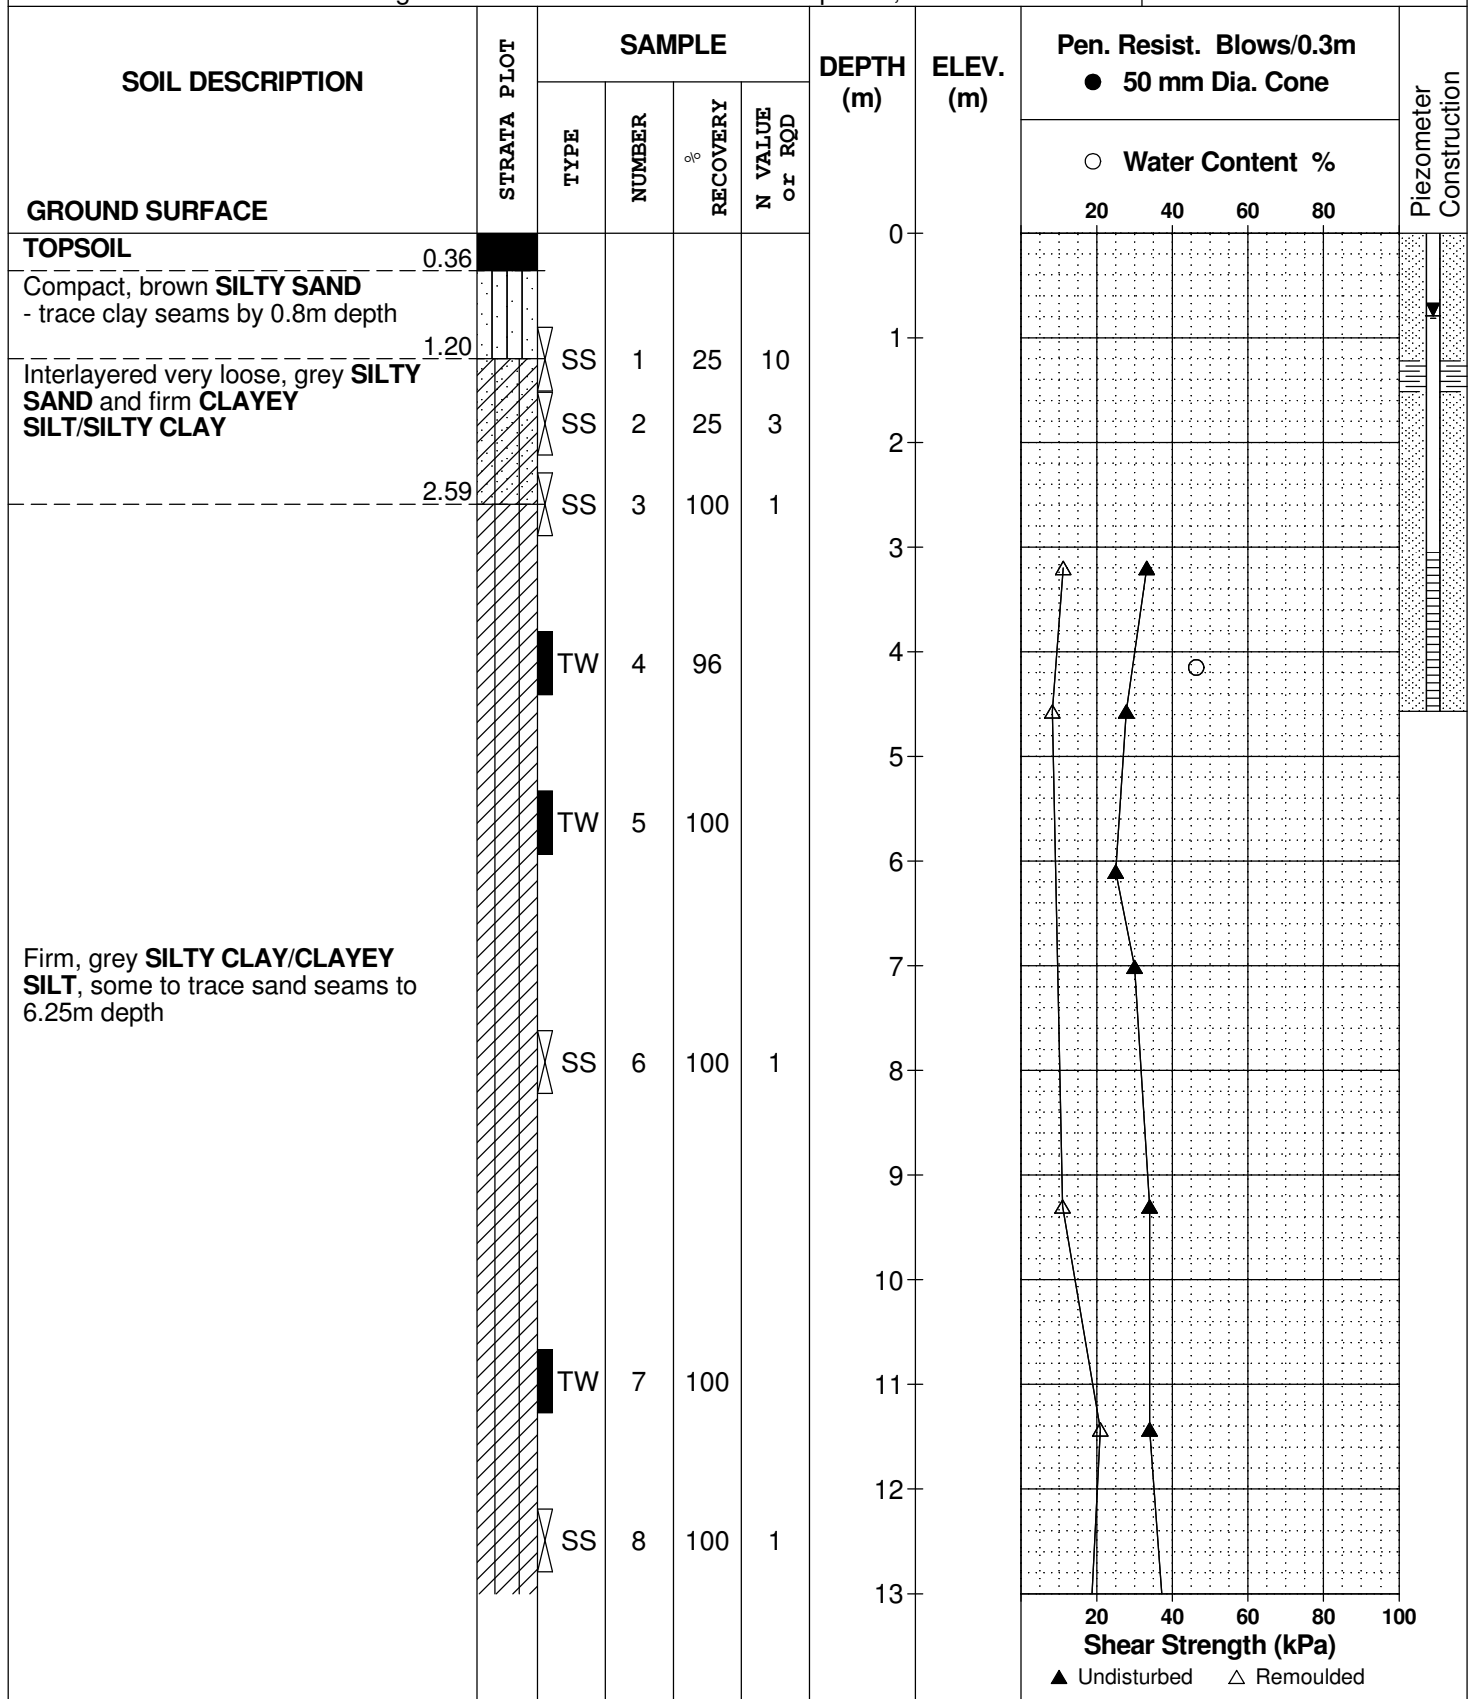 SOIL DESCRIPTION
GROUND SURFACE
STRATA PLOT
SAMPLE
TYPE
NUMBER
% RECOVERY
N VALUE
or RQD
DEPTH
(m)
ELEV.
(m)
Pen. Resist. Blows/0.3m
● 50 mm Dia. Cone
○ Water Content %
20 40 60 80
Piezometer
Construction
TOPSOIL
0.36
Compact, brown SILTY SAND
- trace clay seams by 0.8m depth
1.20
Interlayered very loose, grey SILTY
SAND and firm CLAYEY
SILT/SILTY CLAY
2.59
Firm, grey SILTY CLAY/CLAYEY
SILT, some to trace sand seams to
6.25m depth
SS 1 25 10
SS 2 25 3
SS 3 100 1
TW 4 96
TW 5 100
SS 6 100 1
TW 7 100
SS 8 100 1
0
1
2
3
4
5
6
7
8
9
10
11
12
13
20 40 60 80 100
Shear Strength (kPa)
▲ Undisturbed △ Remoulded